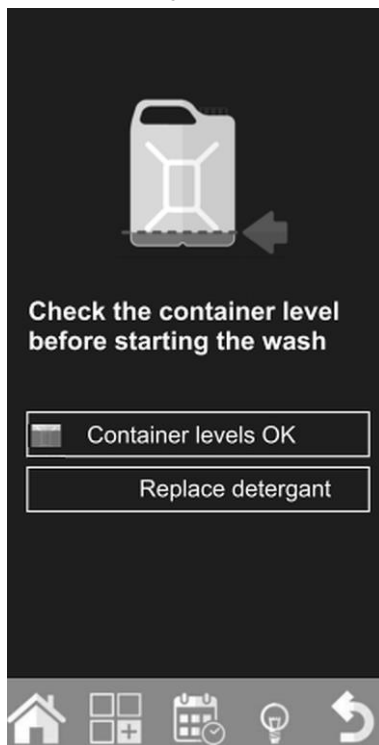 Check the container level
before starting the wash
Container levels OK
Replace detergant